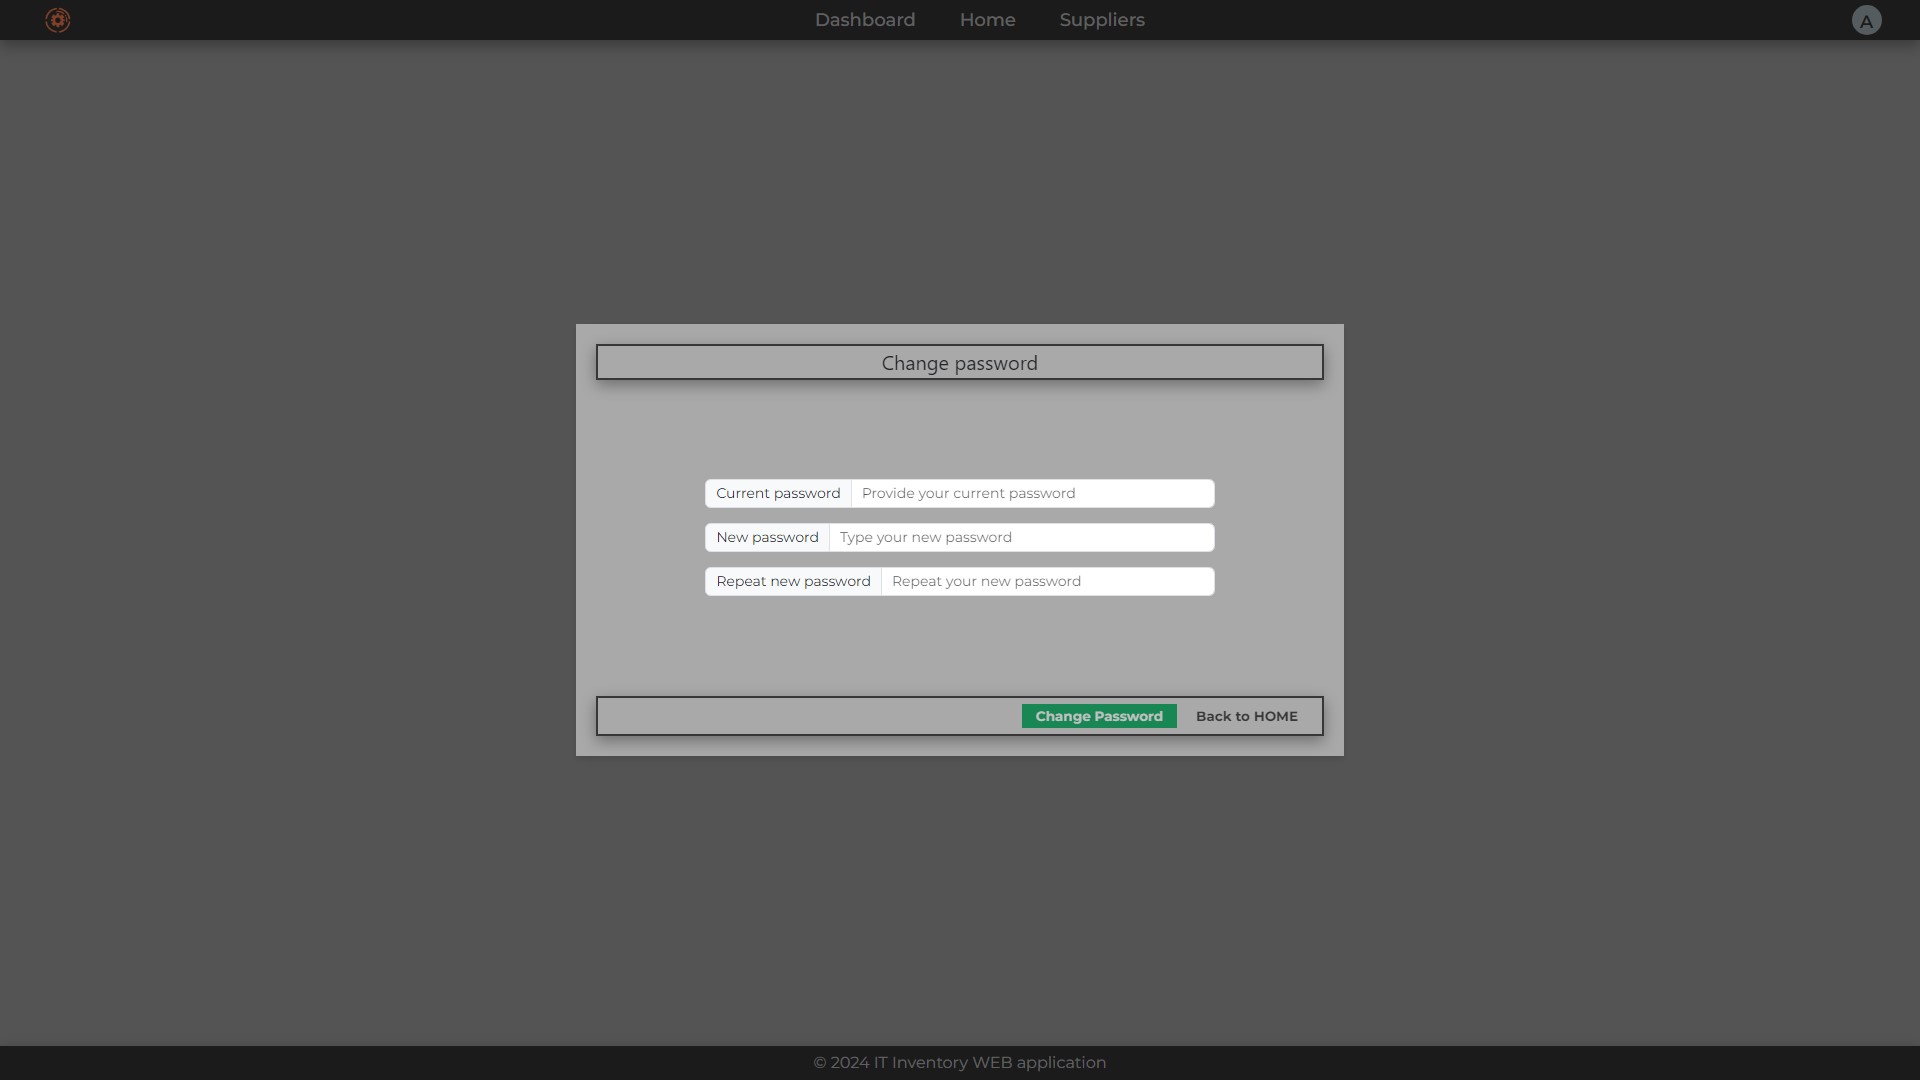 Dashboard Home Suppliers A
Change password
Current password Provide your current password
New password Type your new password
Repeat new password Repeat your new password
Change Password Back to HOME
© 2024 IT Inventory WEB application